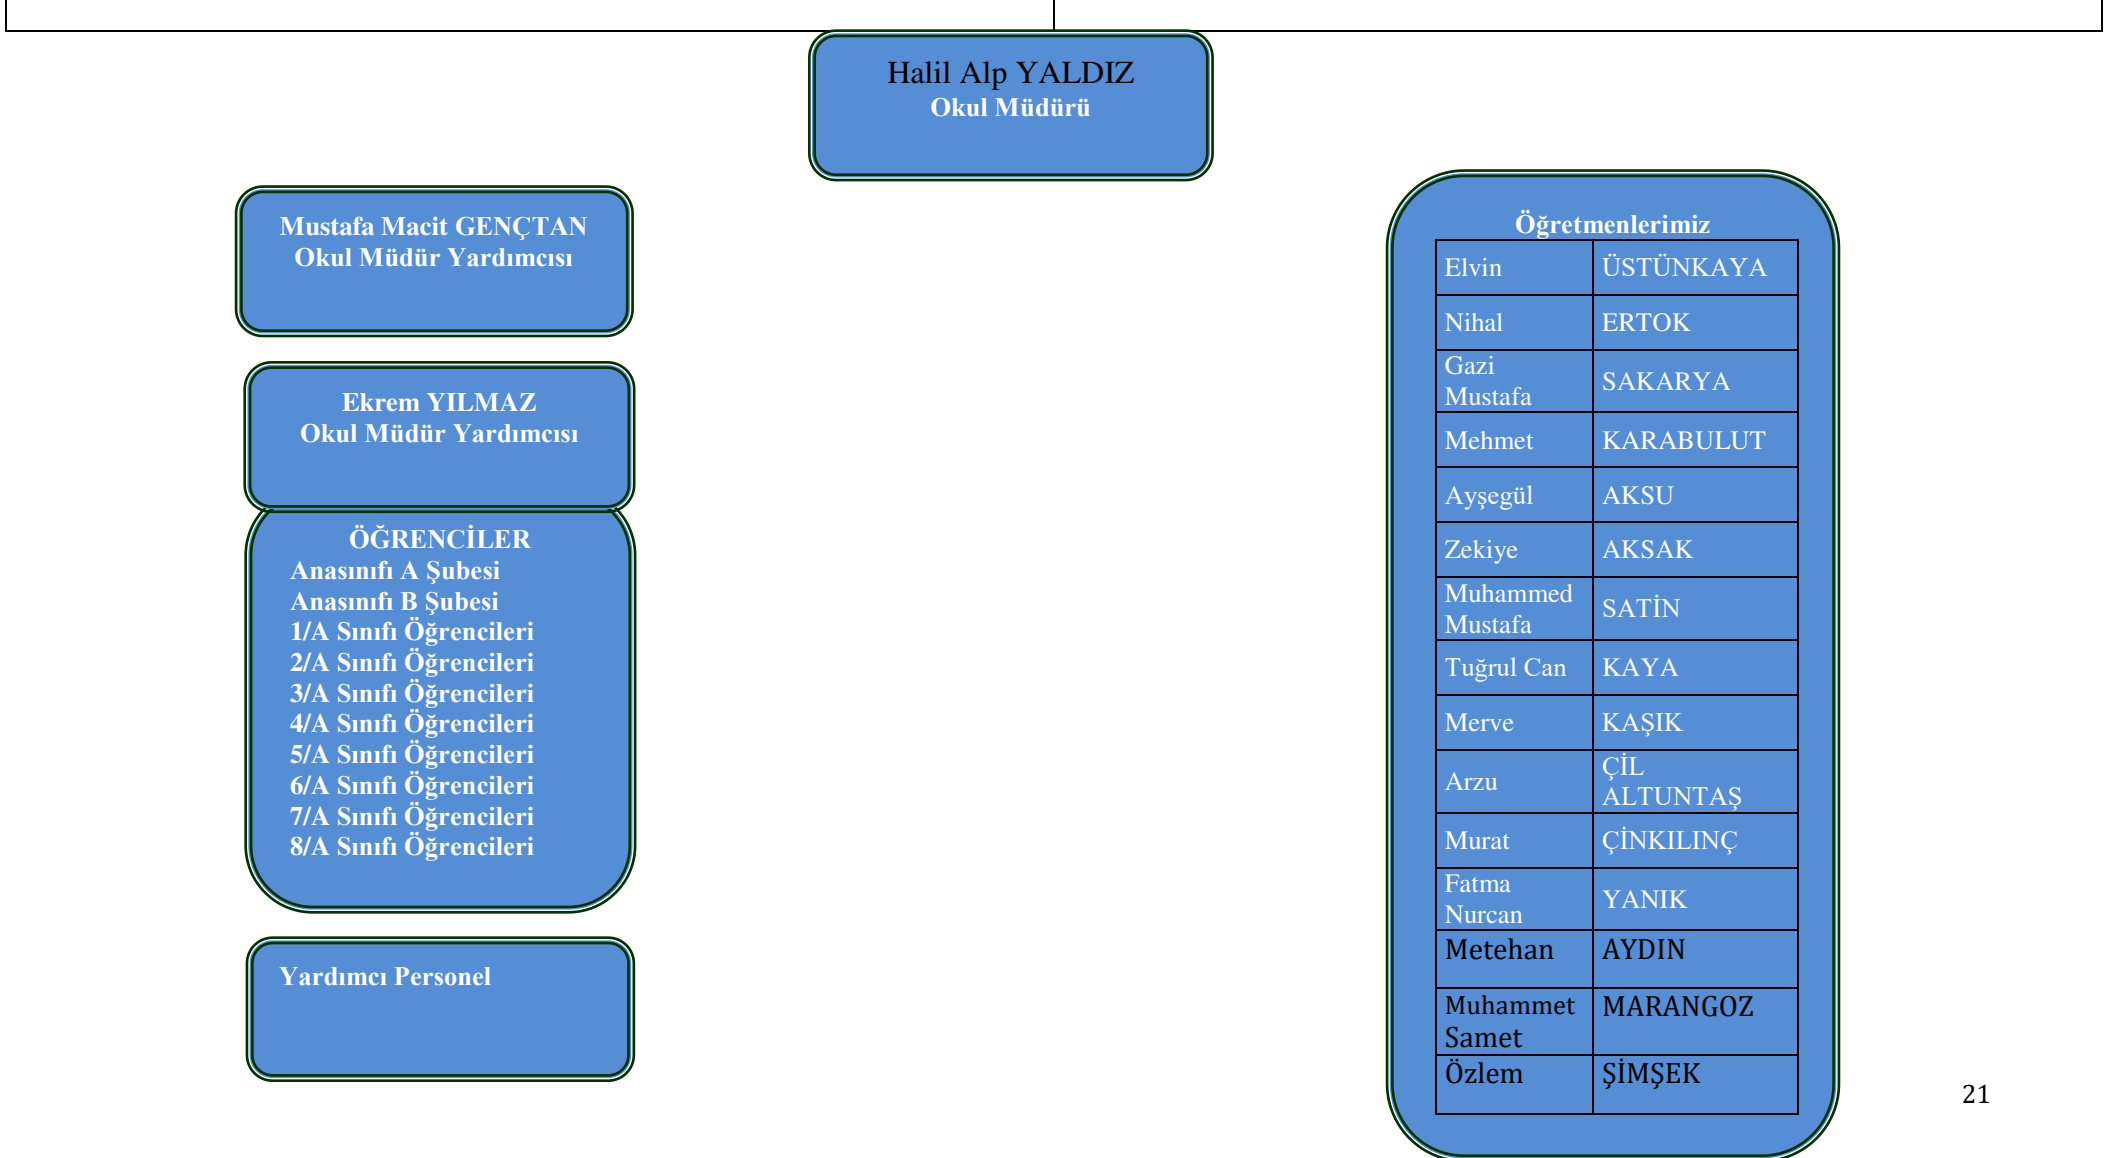 Halil Alp YALDIZ
Okul Müdürü
Mustafa Macit GENÇTAN
Okul Müdür Yardımcısı
Ekrem YILMAZ
Okul Müdür Yardımcısı
ÖĞRENCİLER
Anasınıfı A Şubesi
Anasınıfı B Şubesi
1/A Sınıfı Öğrencileri
2/A Sınıfı Öğrencileri
3/A Sınıfı Öğrencileri
4/A Sınıfı Öğrencileri
5/A Sınıfı Öğrencileri
6/A Sınıfı Öğrencileri
7/A Sınıfı Öğrencileri
8/A Sınıfı Öğrencileri
Yardımcı Personel
Öğretmenlerimiz
Elvin ÜSTÜNKAYA
Nihal ERTOK
Gazi
Mustafa SAKARYA
Mehmet KARABULUT
Ayşegül AKSU
Zekiye AKSAK
Muhammed
Mustafa SATİN
Tuğrul Can KAYA
Merve KAŞIK
Arzu ÇİL
ALTUNTAŞ
Murat ÇİNKILINÇ
Fatma
Nurcan YANIK
Metehan AYDIN
Muhammet MARANGOZ
Samet
Özlem ŞİMŞEK
21